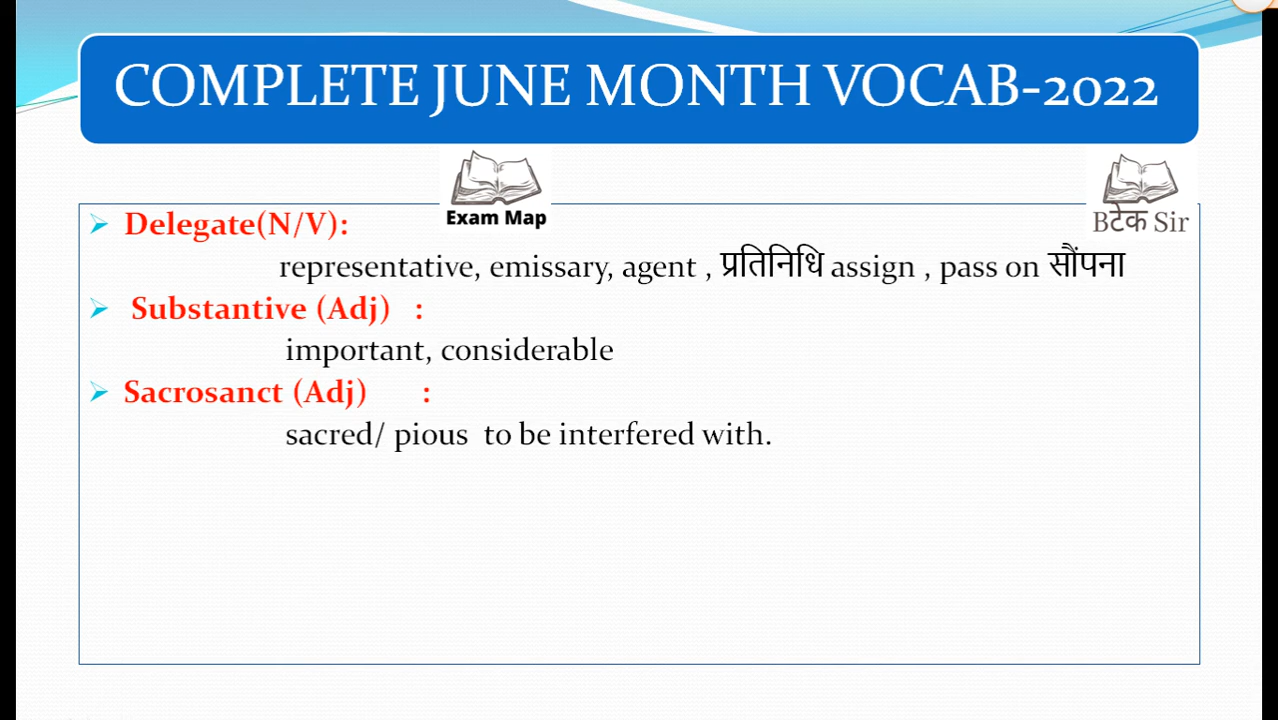 COMPLETE JUNE MONTH VOCAB-2022
Exam Map
Bटेक Sir
Delegate(N/V):
representative, emissary, agent , प्रतिनिधि assign , pass on सौंपना
Substantive (Adj) :
important, considerable
Sacrosanct (Adj) :
sacred/ pious to be interfered with.